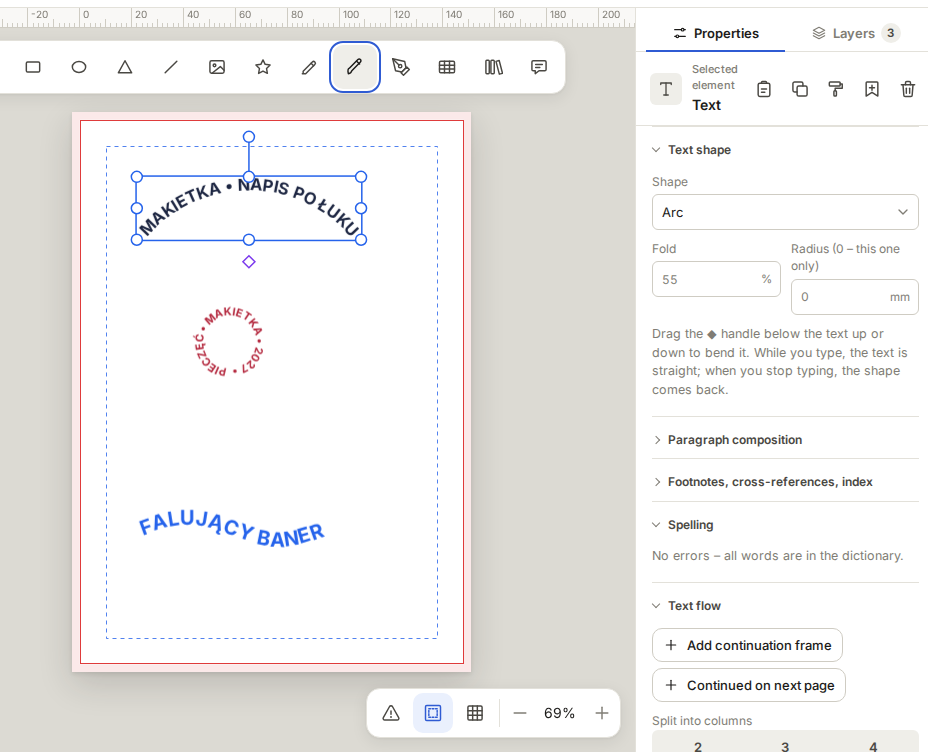 -20 0 20 40 60 80 100 120 140 160 180 200
Properties
Layers 3
Selected element
Text
Text shape
Shape
Arc
Fold
55 %
Radius (0 – this one only)
0 mm
Drag the ◆ handle below the text up or
down to bend it. While you type, the text is
straight; when you stop typing, the shape
comes back.
Paragraph composition
Footnotes, cross-references, index
Spelling
No errors – all words are in the dictionary.
Text flow
Add continuation frame
Continued on next page
Split into columns
2 3 4
MAKIETKA • NAPIS PO ŁUKU
PIECZĘĆ • MAKIETKA • 2027 •
FALUJĄCY BANER
69%